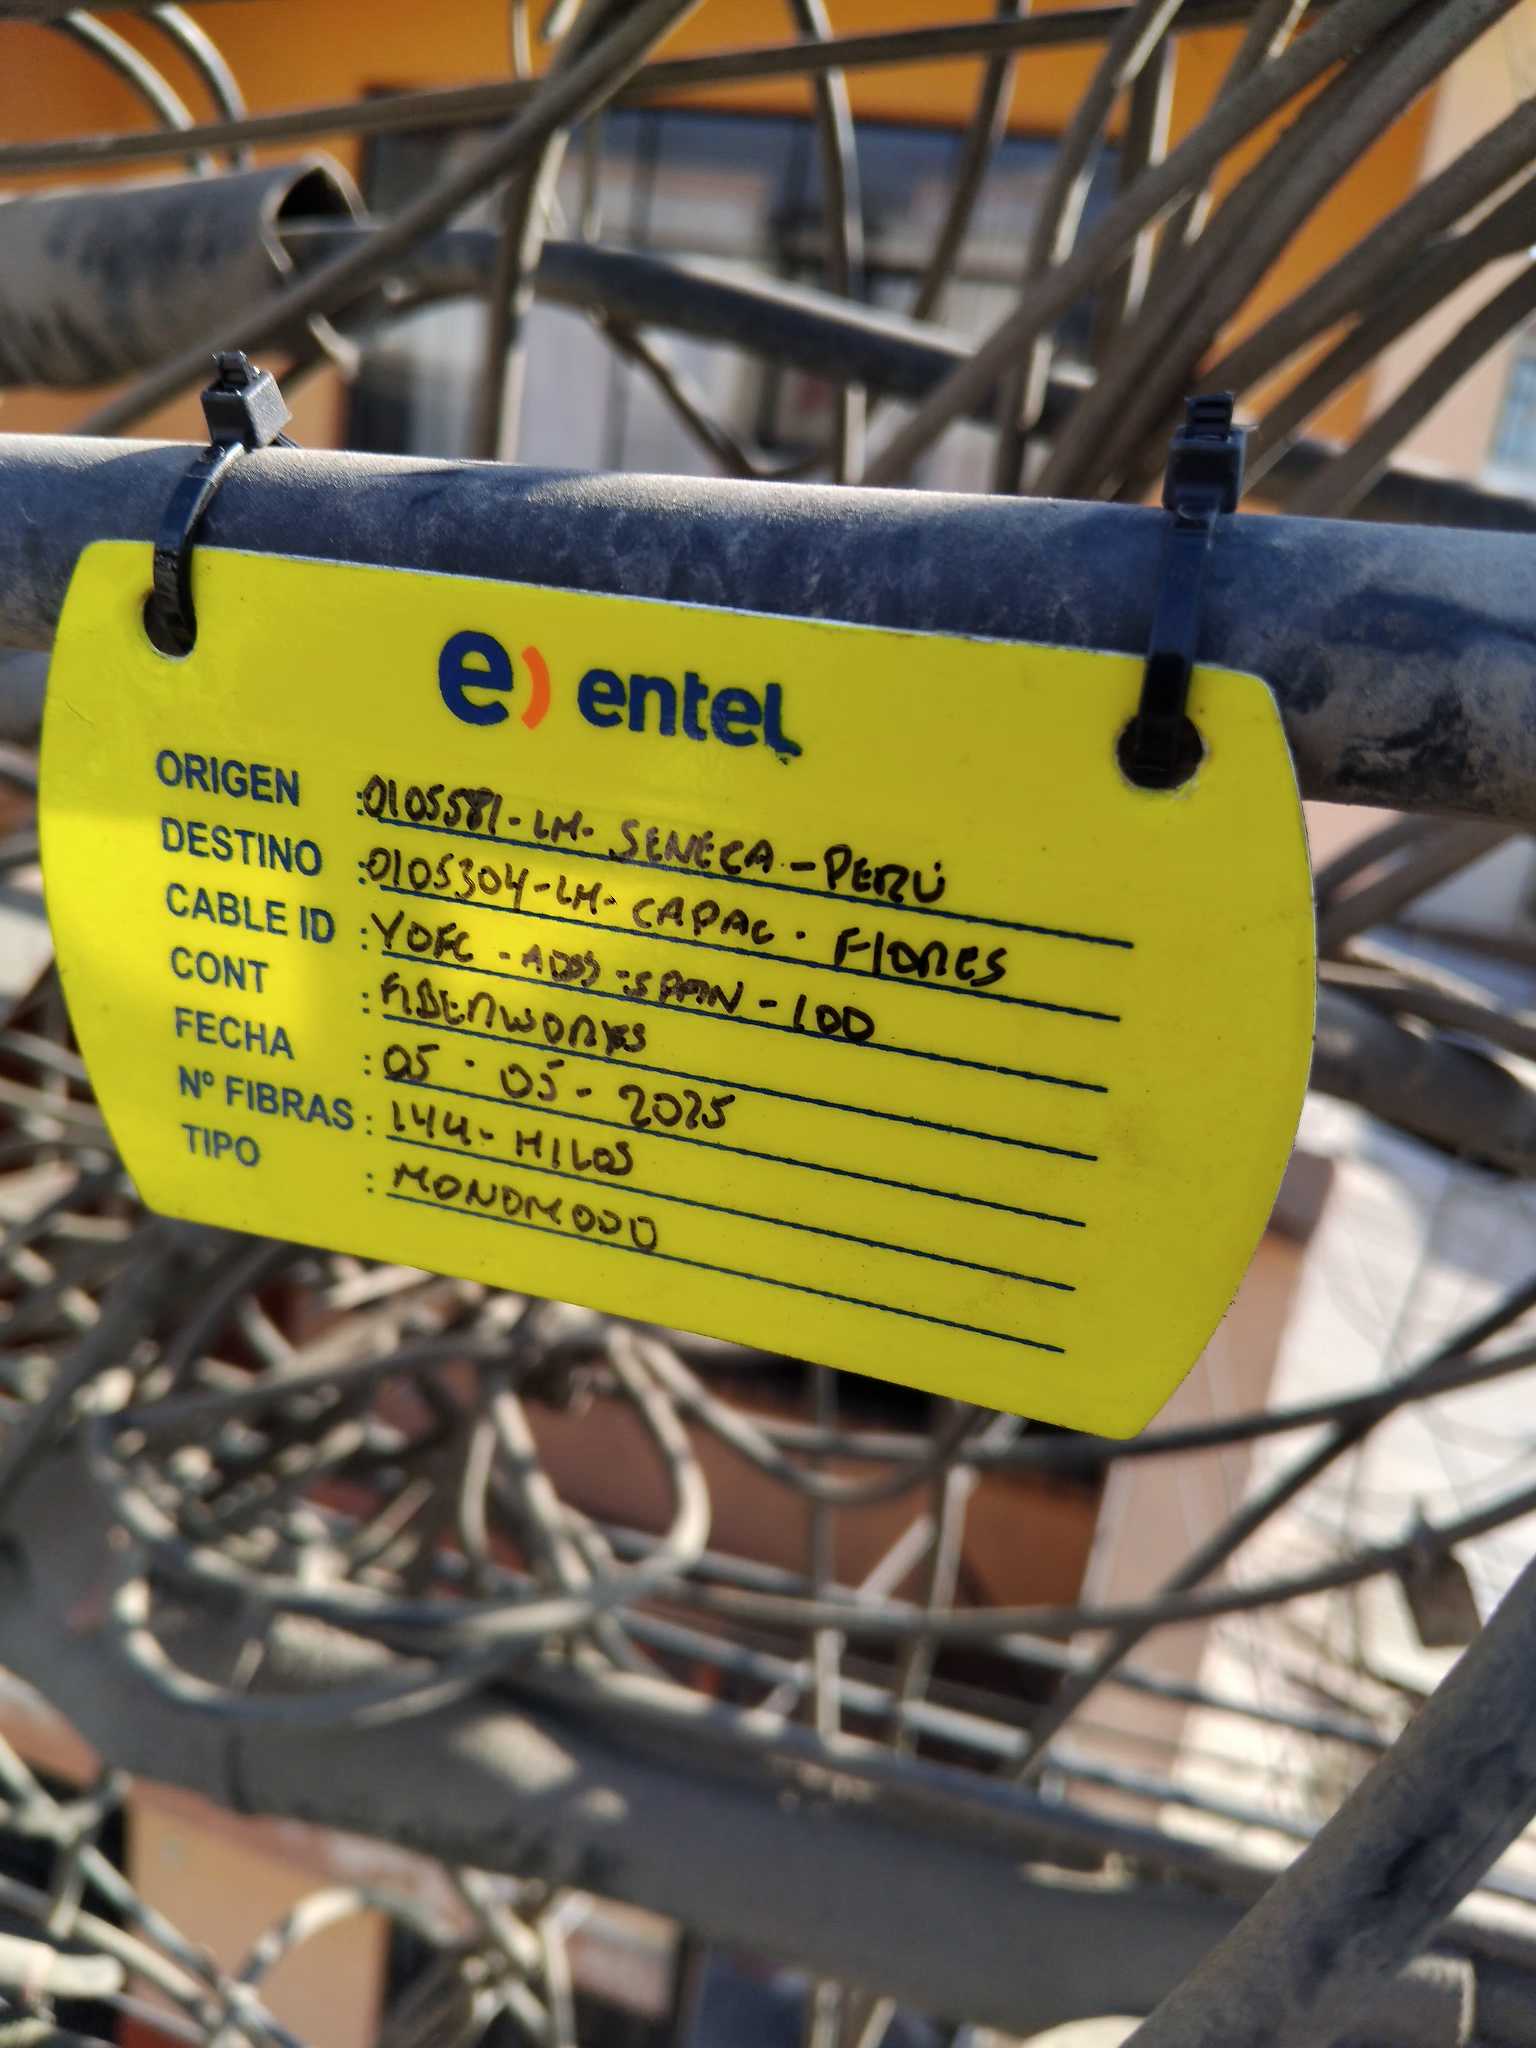 e) entel
ORIGEN : 0105581-LM-SENECA-PERÚ
DESTINO : 0105304-LM-CAPAC-FLORES
CABLE ID : YOFC-ADSS-SPAN-100
CONT : FIBERWORKS
FECHA : 05-05-2025
Nº FIBRAS : 144-HILOS
TIPO : MONOMODO